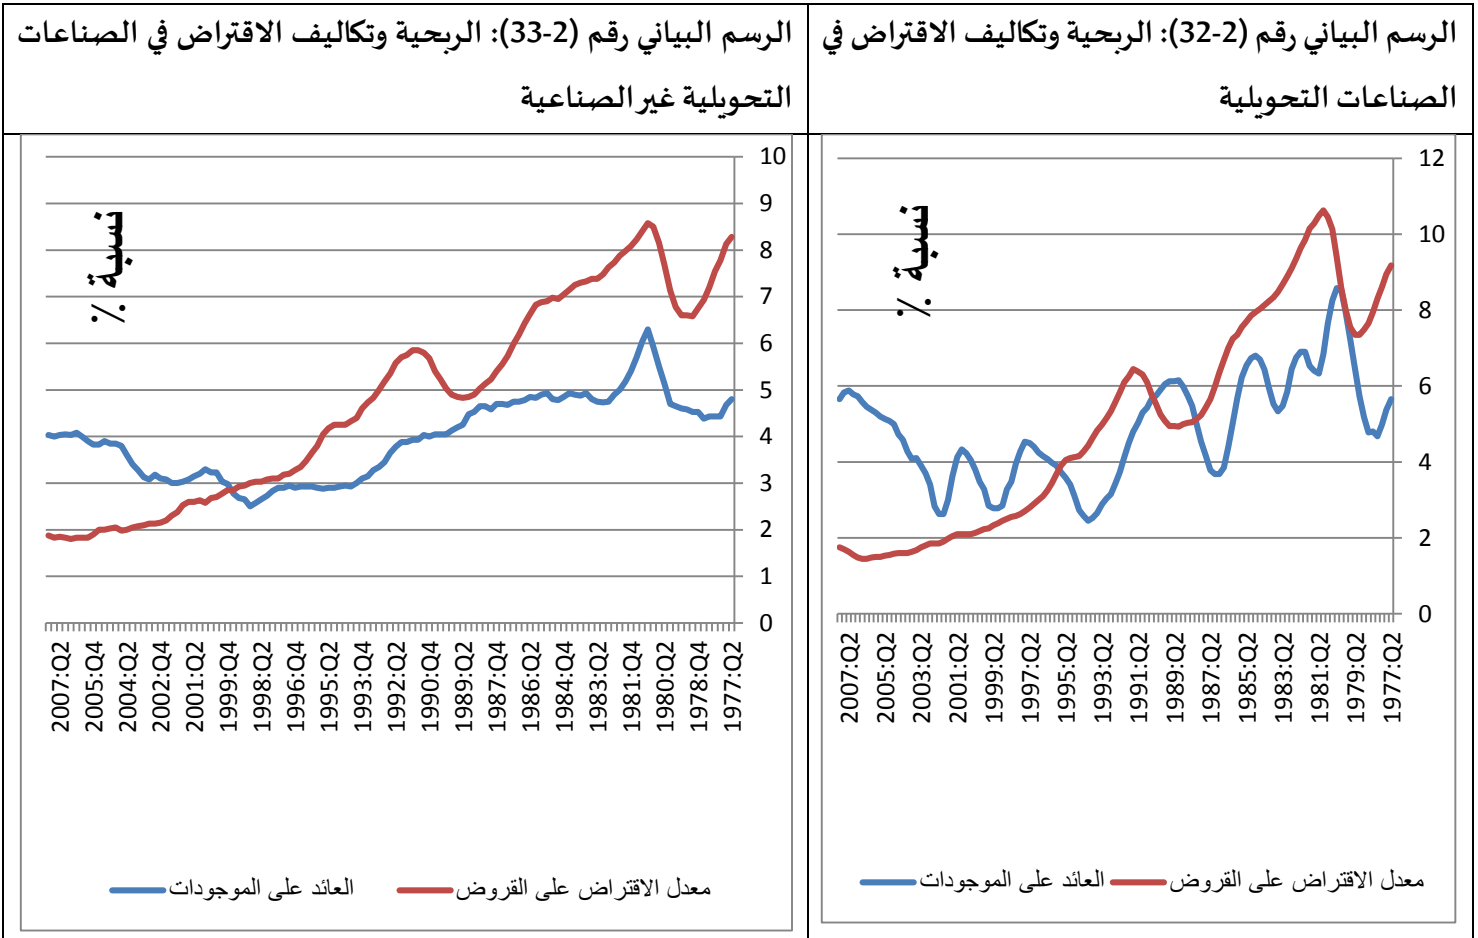 الرسم البياني رقم (2-32): الربحية وتكاليف الاقتراض في
الصناعات التحويلية
نسبة %
12
10
8
6
4
2
0
1977:Q2
1979:Q2
1981:Q2
1983:Q2
1985:Q2
1987:Q2
1989:Q2
1991:Q2
1993:Q2
1995:Q2
1997:Q2
1999:Q2
2001:Q2
2003:Q2
2005:Q2
2007:Q2
معدل الاقتراض على القروض
العائد على الموجودات
الرسم البياني رقم (2-33): الربحية وتكاليف الاقتراض في الصناعات
التحويلية غير الصناعية
نسبة %
10
9
8
7
6
5
4
3
2
1
0
1977:Q2
1978:Q4
1980:Q2
1981:Q4
1983:Q2
1984:Q4
1986:Q2
1987:Q4
1989:Q2
1990:Q4
1992:Q2
1993:Q4
1995:Q2
1996:Q4
1998:Q2
1999:Q4
2001:Q2
2002:Q4
2004:Q2
2005:Q4
2007:Q2
معدل الاقتراض على القروض
العائد على الموجودات